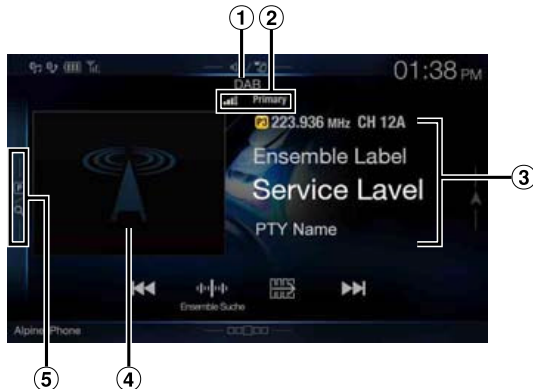 1 2
01:38 PM
DAB
Primary
P3 223.936 MHz CH 12A
Ensemble Label
Service Lavel
PTY Name
3
P
Ensemble Suche
Alpine Phone
5 4